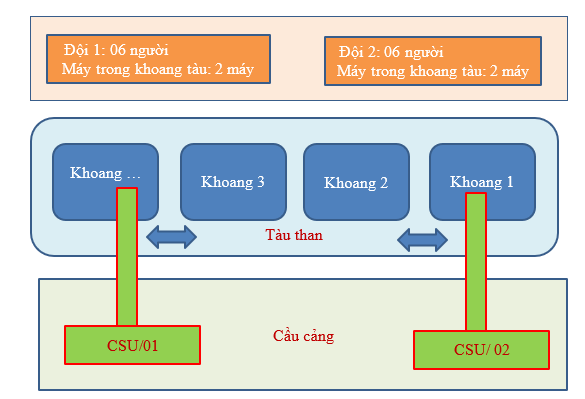 Đội 1: 06 người
Máy trong khoang tàu: 2 máy
Đội 2: 06 người
Máy trong khoang tàu: 2 máy
Khoang …
Khoang 3
Khoang 2
Khoang 1
Tàu than
Cầu cảng
CSU/01
CSU/ 02